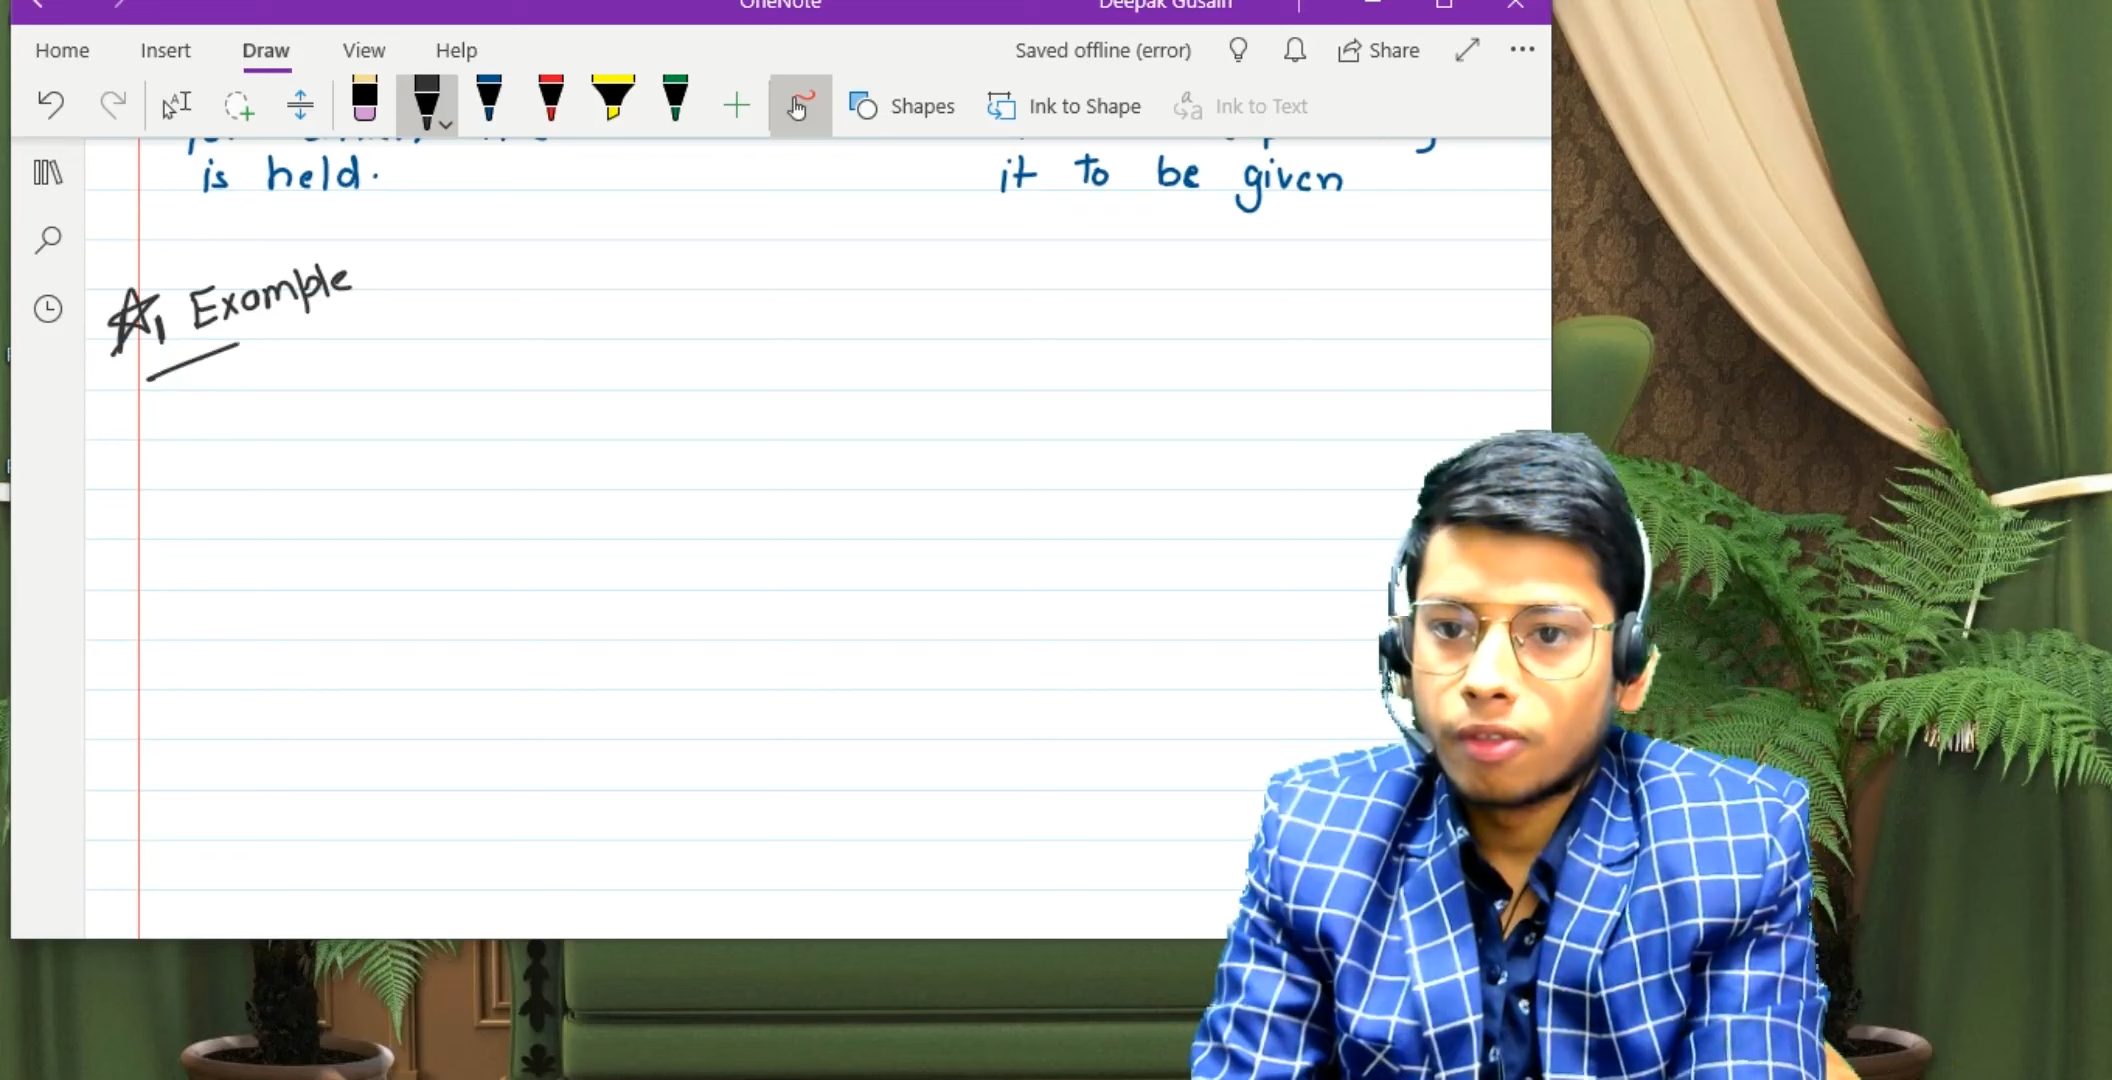 OneNote
Deepak Gusain
Home Insert Draw View Help
Saved offline (error) Share
Shapes Ink to Shape Ink to Text
is held.
it to be given
Example